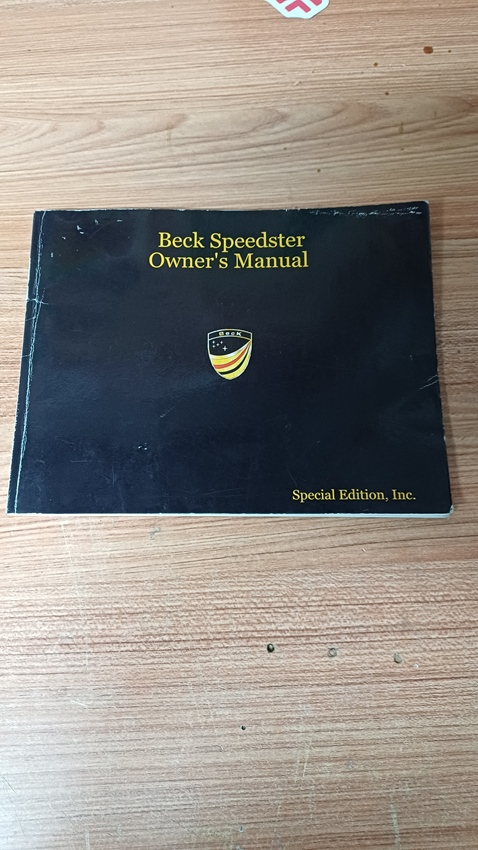 Beck Speedster
Owner's Manual
BecK
Special Edition, Inc.